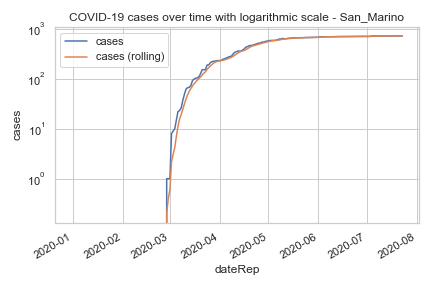 COVID-19 cases over time with logarithmic scale - San_Marino
cases
cases (rolling)
10³
10²
10¹
10⁰
cases
2020-01
2020-02
2020-03
2020-04
2020-05
2020-06
2020-07
2020-08
dateRep